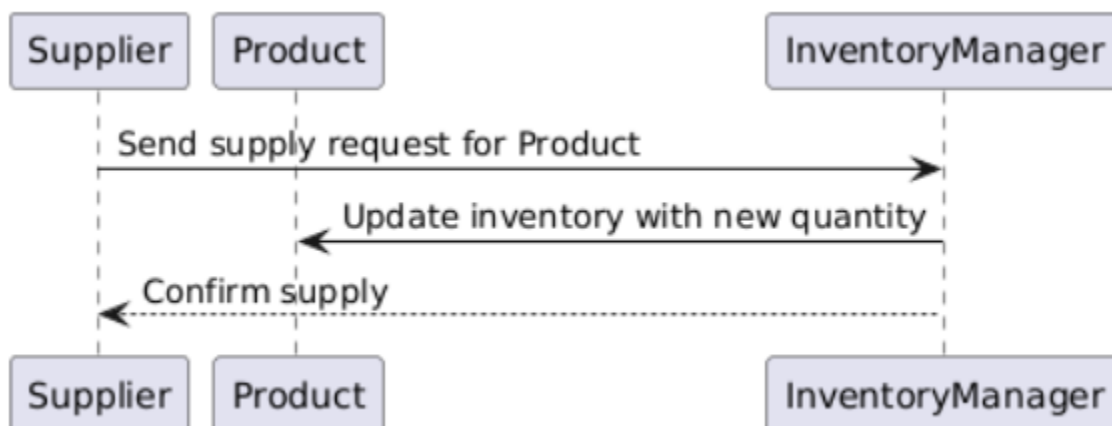 Supplier
Product
InventoryManager
Send supply request for Product
Update inventory with new quantity
Confirm supply
Supplier
Product
InventoryManager